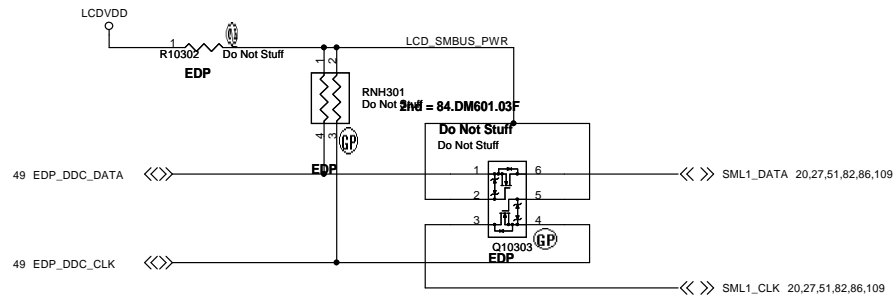 LCDVDD
1
R10302
Do Not Stuff
EDP
LCD_SMBUS_PWR
1 2
RNH301
Do Not Stuff
2nd = 84.DM601.03F
4 3
GP
Do Not Stuff
Do Not Stuff
EDP
49 EDP_DDC_DATA
1 6
SML1_DATA 20,27,51,82,86,109
2 5
3 4
Q10303
GP
EDP
49 EDP_DDC_CLK
SML1_CLK 20,27,51,82,86,109